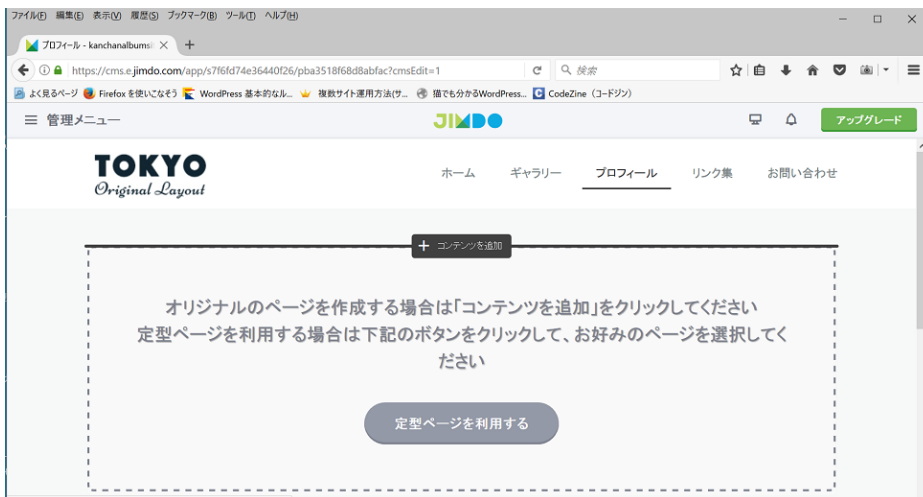 ファイル(F) 編集(E) 表示(V) 履歴(S) ブックマーク(B) ツール(T) ヘルプ(H)
プロフィール - kanchanalbums
https://cms.e.jimdo.com/app/s7f6fd74e36440f26/pba3518f68d8abfac?cmsEdit=1 検索
よく見るページ Firefox を使いこなそう WordPress 基本的なル... 複数サイト運用方法(サ... 猫でも分かるWordPress... CodeZine（コードジン）
管理メニュー JIMDO アップグレード
TOKYO
Original Layout
ホーム ギャラリー プロフィール リンク集 お問い合わせ
コンテンツを追加
オリジナルのページを作成する場合は「コンテンツを追加」をクリックしてください
定型ページを利用する場合は下記のボタンをクリックして、お好みのページを選択してく
ださい
定型ページを利用する